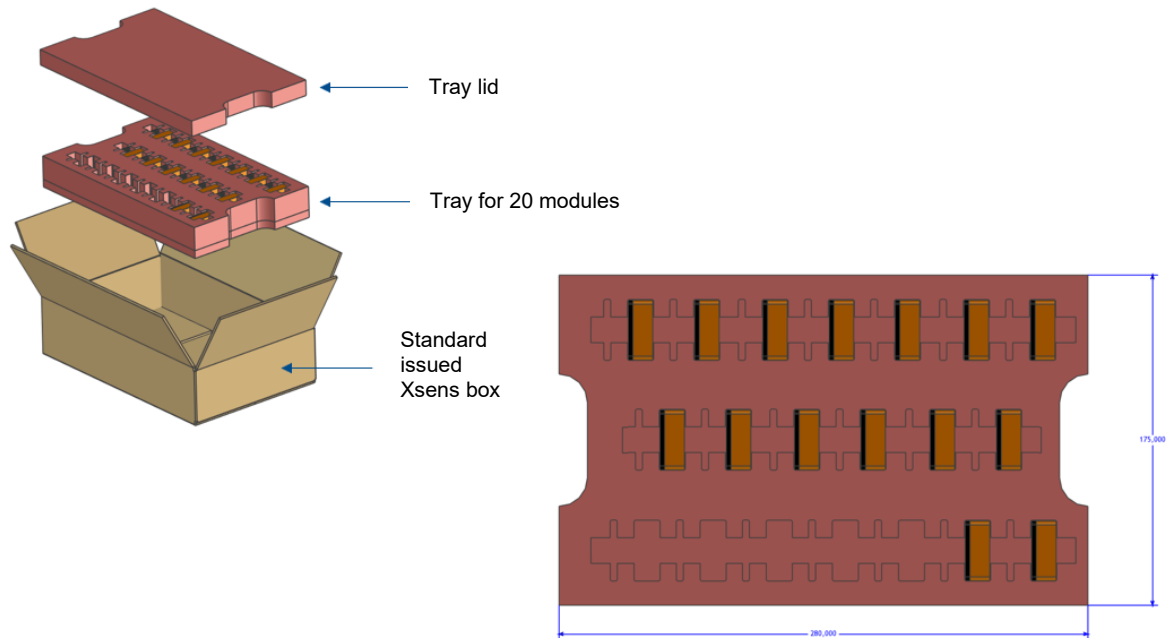 Tray lid
Tray for 20 modules
Standard
issued
Xsens box
175,000
280,000